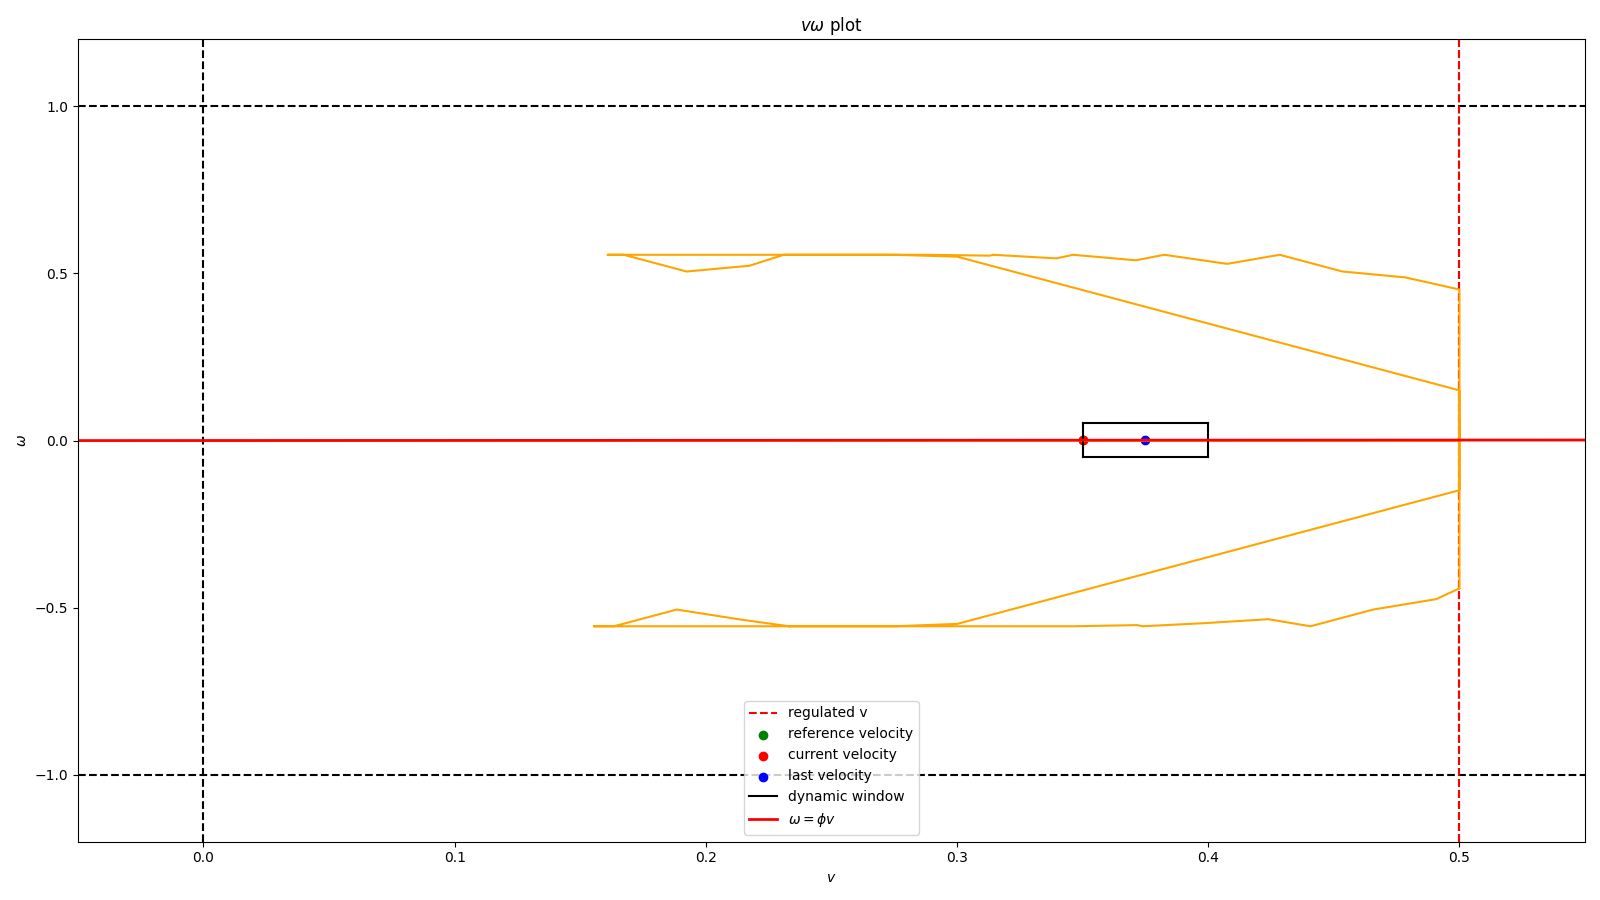 vω plot
1.0
0.5
0.0
−0.5
−1.0
ω
0.0 0.1 0.2 0.3 0.4 0.5
v
regulated v
reference velocity
current velocity
last velocity
dynamic window
ω = ϕv